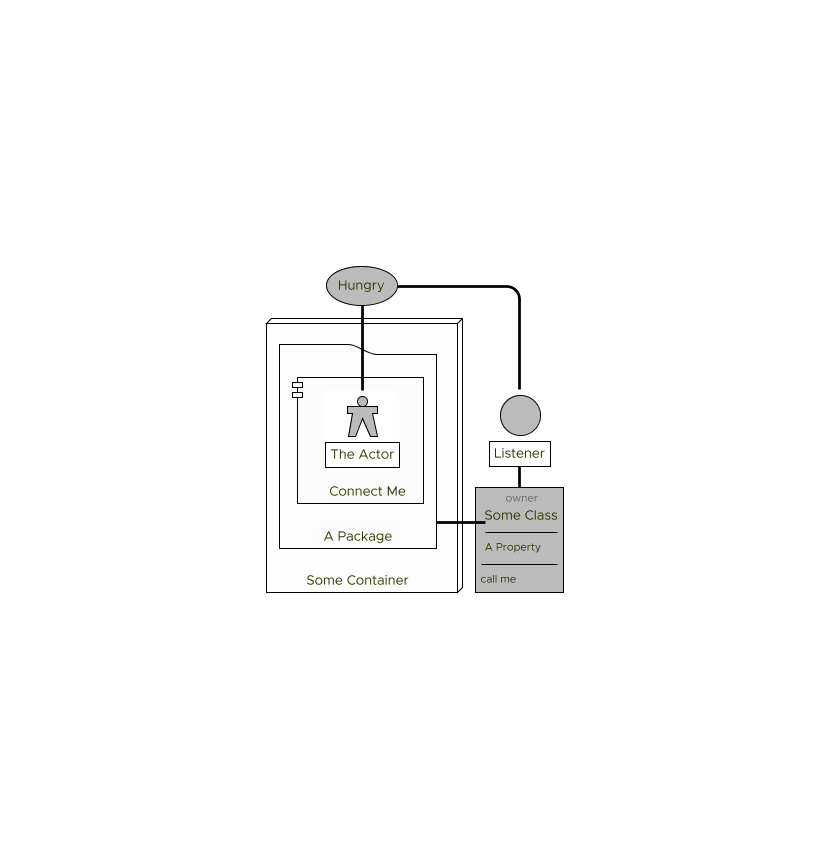 Hungry
The Actor
Connect Me
A Package
Some Container
Listener
owner
Some Class
A Property
call me